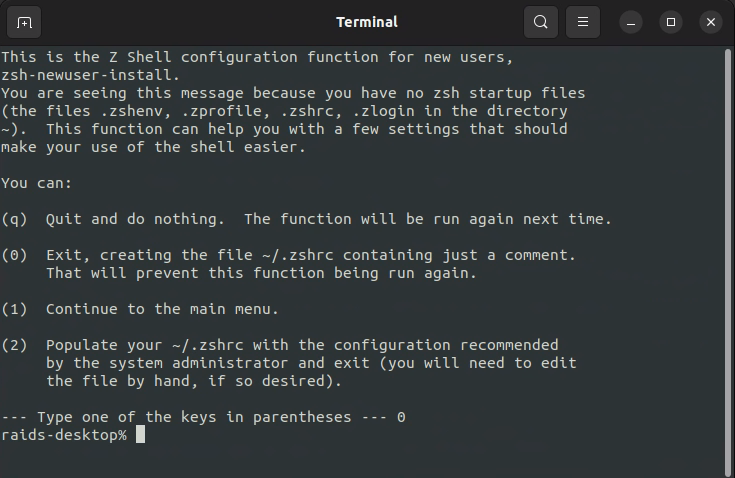 Terminal
This is the Z Shell configuration function for new users,
zsh-newuser-install.
You are seeing this message because you have no zsh startup files
(the files .zshenv, .zprofile, .zshrc, .zlogin in the directory
~).  This function can help you with a few settings that should
make your use of the shell easier.
You can:
(q)  Quit and do nothing.  The function will be run again next time.
(0)  Exit, creating the file ~/.zshrc containing just a comment.
     That will prevent this function being run again.
(1)  Continue to the main menu.
(2)  Populate your ~/.zshrc with the configuration recommended
     by the system administrator and exit (you will need to edit
     the file by hand, if so desired).
--- Type one of the keys in parentheses --- 0
raids-desktop%